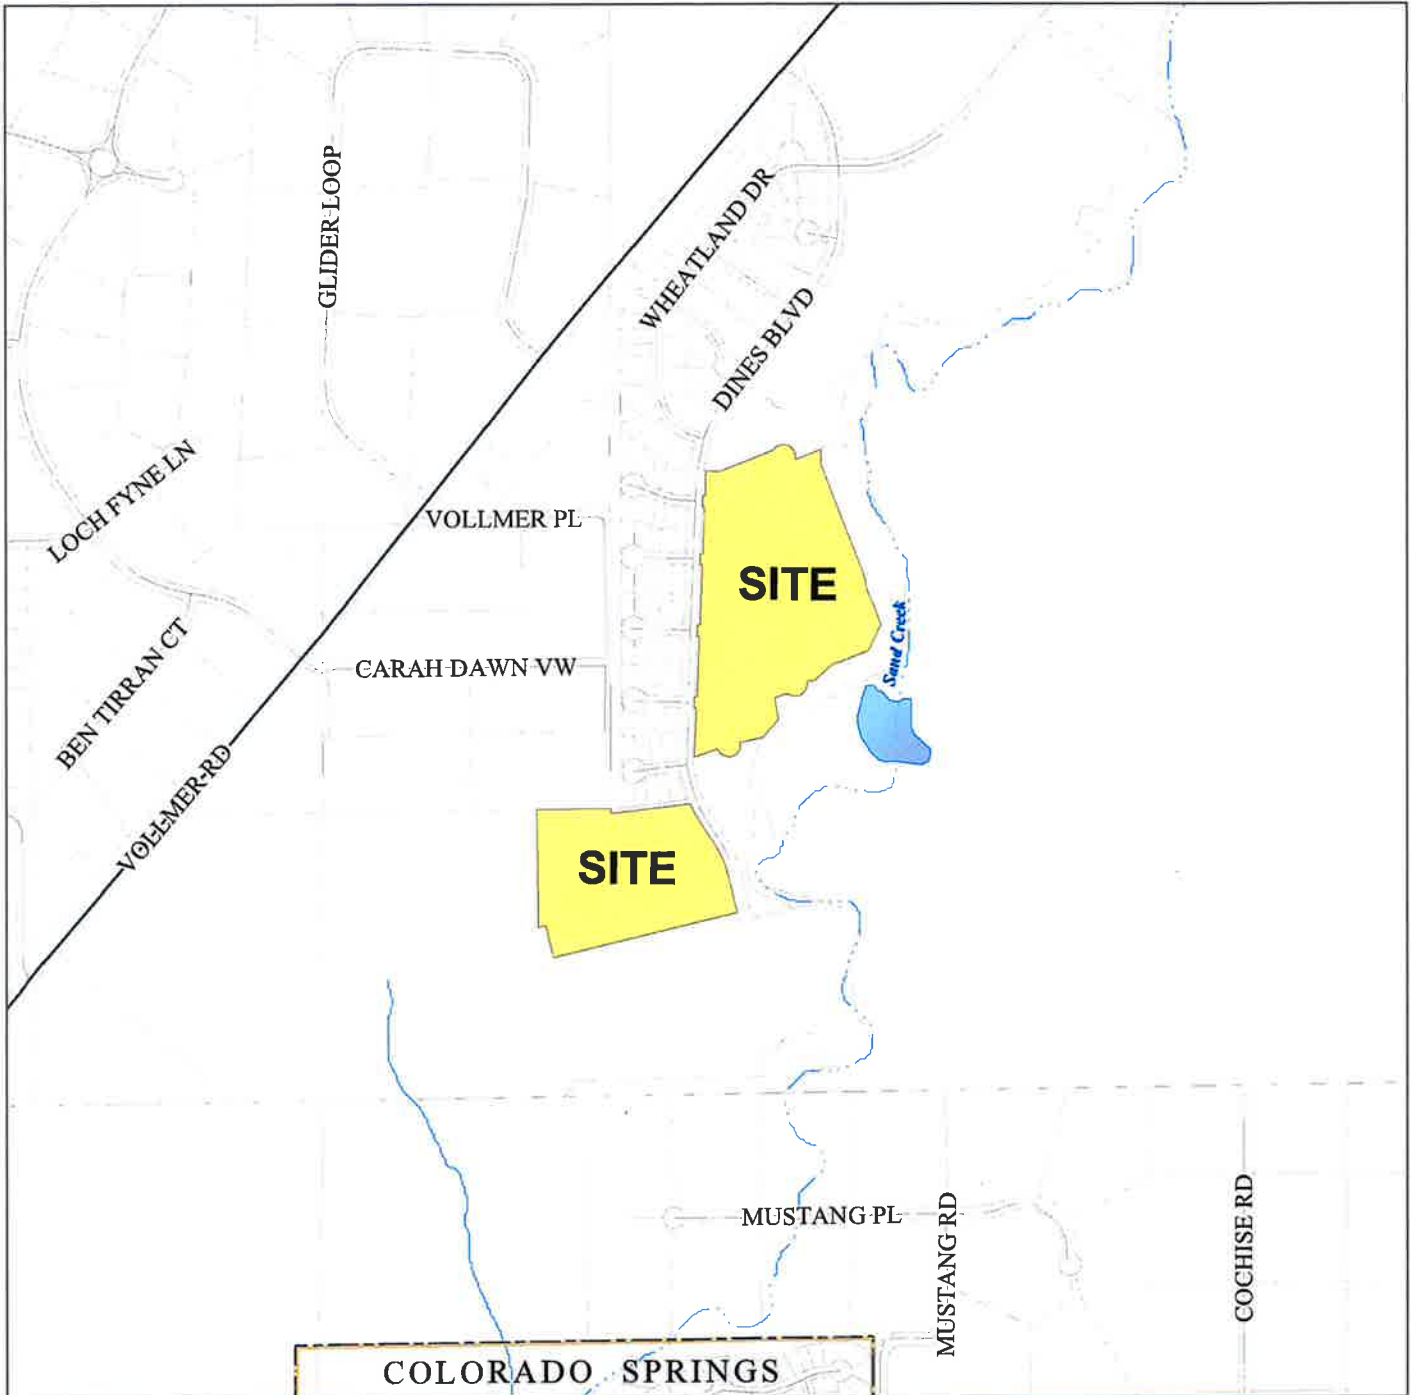 GLIDER LOOP
WHEATLAND DR
DINES BLVD
LOCH FYNE LN
VOLLMER PL
SITE
Sand Creek
BEN TIRRAN CT
CARAH DAWN VW
VOLLMER RD
SITE
MUSTANG PL
MUSTANG RD
COCHISE RD
COLORADO SPRINGS